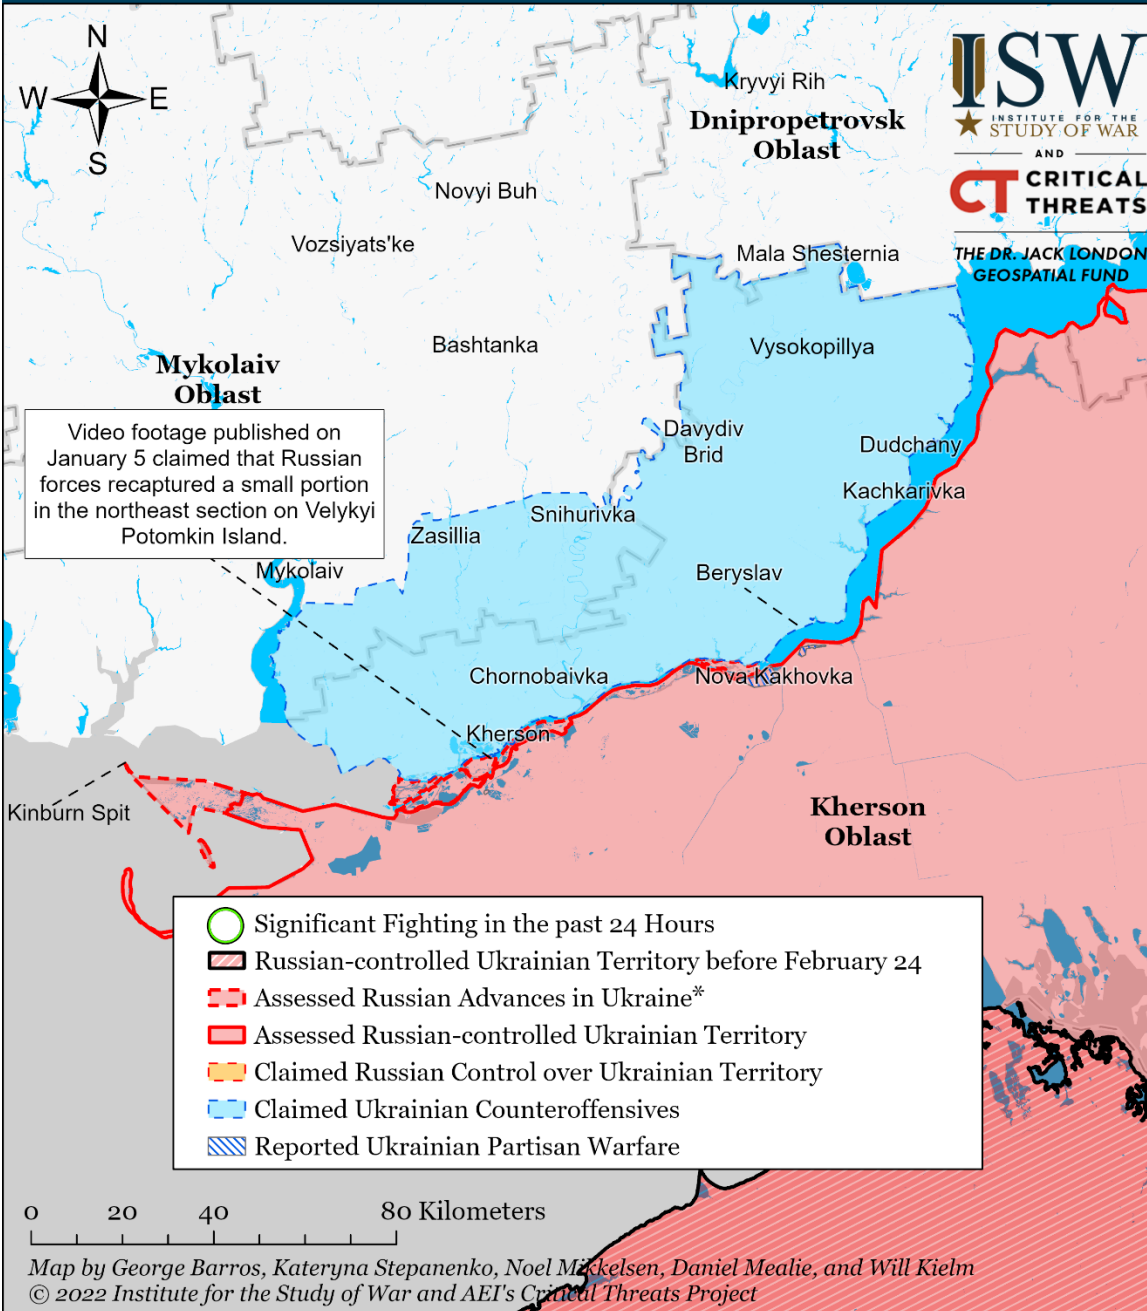 N
W
E
S
ISW
INSTITUTE FOR THE
STUDY OF WAR
AND
CT CRITICAL
THREATS
THE DR. JACK LONDON
GEOSPATIAL FUND
Kryvyi Rih
Dnipropetrovsk
Oblast
Novyi Buh
Vozsiyats'ke
Mala Shesternia
Bashtanka
Vysokopillya
Mykolaiv
Oblast
Video footage published on
January 5 claimed that Russian
forces recaptured a small portion
in the northeast section on Velykyi
Potomkin Island.
Davydiv
Brid
Dudchany
Kachkarivka
Snihurivka
Zasillia
Mykolaiv
Beryslav
Chornobaivka
Nova Kakhovka
Kherson
Kinburn Spit
Kherson
Oblast
Significant Fighting in the past 24 Hours
Russian-controlled Ukrainian Territory before February 24
Assessed Russian Advances in Ukraine*
Assessed Russian-controlled Ukrainian Territory
Claimed Russian Control over Ukrainian Territory
Claimed Ukrainian Counteroffensives
Reported Ukrainian Partisan Warfare
0 20 40 80 Kilometers
Map by George Barros, Kateryna Stepanenko, Noel Mikkelsen, Daniel Mealie, and Will Kielm
© 2022 Institute for the Study of War and AEI's Critical Threats Project